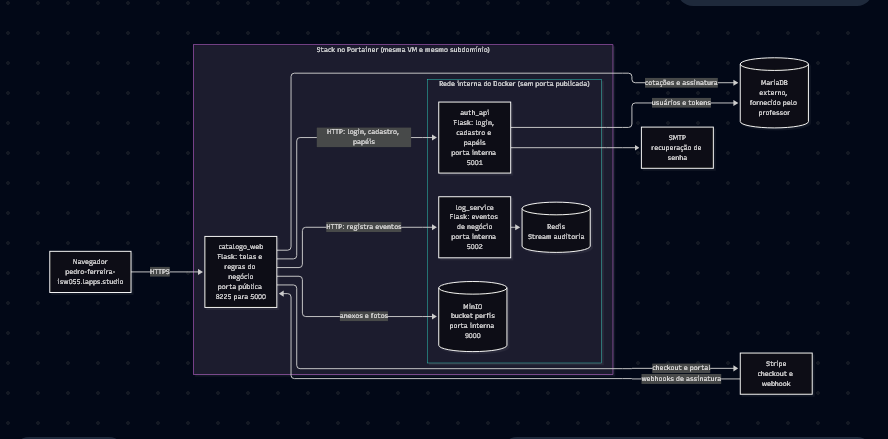 Stack no Portainer (mesma VM e mesmo subdomínio)
Rede interna do Docker (sem porta publicada)
cotações e assinatura
usuários e tokens
MariaDB
externo,
fornecido pelo
professor
auth_api
Flask: login,
cadastro e
papéis
porta interna
5001
HTTP: login, cadastro,
papéis
SMTP
recuperação de
senha
log_service
Flask: eventos
de negócio
porta interna
5002
HTTP: registra eventos
Redis
Stream auditoria
Navegador
pedro-ferreira-
isw055.lapps.studio
HTTPS
catalogo_web
Flask: telas e
regras do
negócio
porta pública
8225 para 5000
anexos e fotos
MinIO
bucket perfis
porta interna
9000
checkout e portal
webhooks de assinatura
Stripe
checkout e
webhook